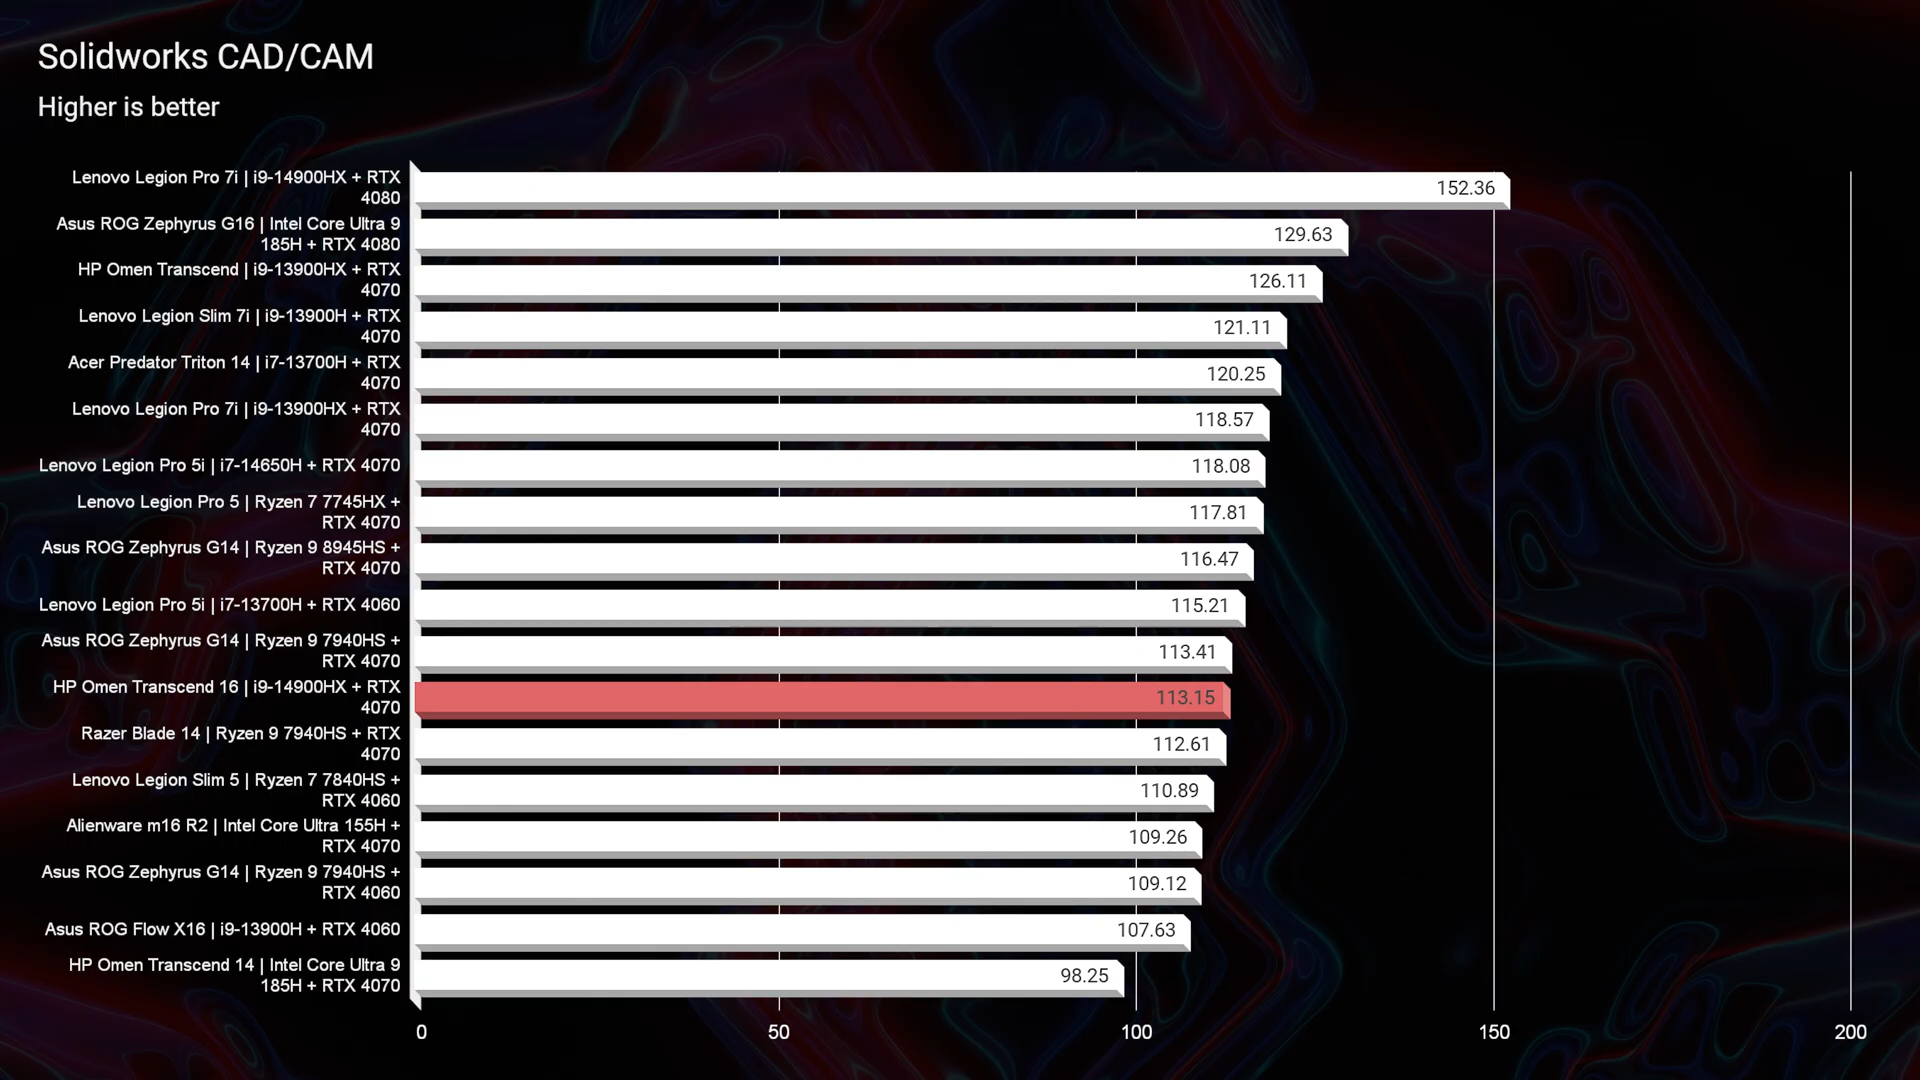 Solidworks CAD/CAM
Higher is better
Lenovo Legion Pro 7i | i9-14900HX + RTX
4080
152.36
Asus ROG Zephyrus G16 | Intel Core Ultra 9
185H + RTX 4080
129.63
HP Omen Transcend | i9-13900HX + RTX
4070
126.11
Lenovo Legion Slim 7i | i9-13900H + RTX
4070
121.11
Acer Predator Triton 14 | i7-13700H + RTX
4070
120.25
Lenovo Legion Pro 7i | i9-13900HX + RTX
4070
118.57
Lenovo Legion Pro 5i | i7-14650H + RTX 4070
118.08
Lenovo Legion Pro 5 | Ryzen 7 7745HX +
RTX 4070
117.81
Asus ROG Zephyrus G14 | Ryzen 9 8945HS +
RTX 4070
116.47
Lenovo Legion Pro 5i | i7-13700H + RTX 4060
115.21
Asus ROG Zephyrus G14 | Ryzen 9 7940HS +
RTX 4070
113.41
HP Omen Transcend 16 | i9-14900HX + RTX
4070
113.15
Razer Blade 14 | Ryzen 9 7940HS + RTX
4070
112.61
Lenovo Legion Slim 5 | Ryzen 7 7840HS +
RTX 4060
110.89
Alienware m16 R2 | Intel Core Ultra 155H +
RTX 4070
109.26
Asus ROG Zephyrus G14 | Ryzen 9 7940HS +
RTX 4060
109.12
Asus ROG Flow X16 | i9-13900H + RTX 4060
107.63
HP Omen Transcend 14 | Intel Core Ultra 9
185H + RTX 4070
98.25
0 50 100 150 200